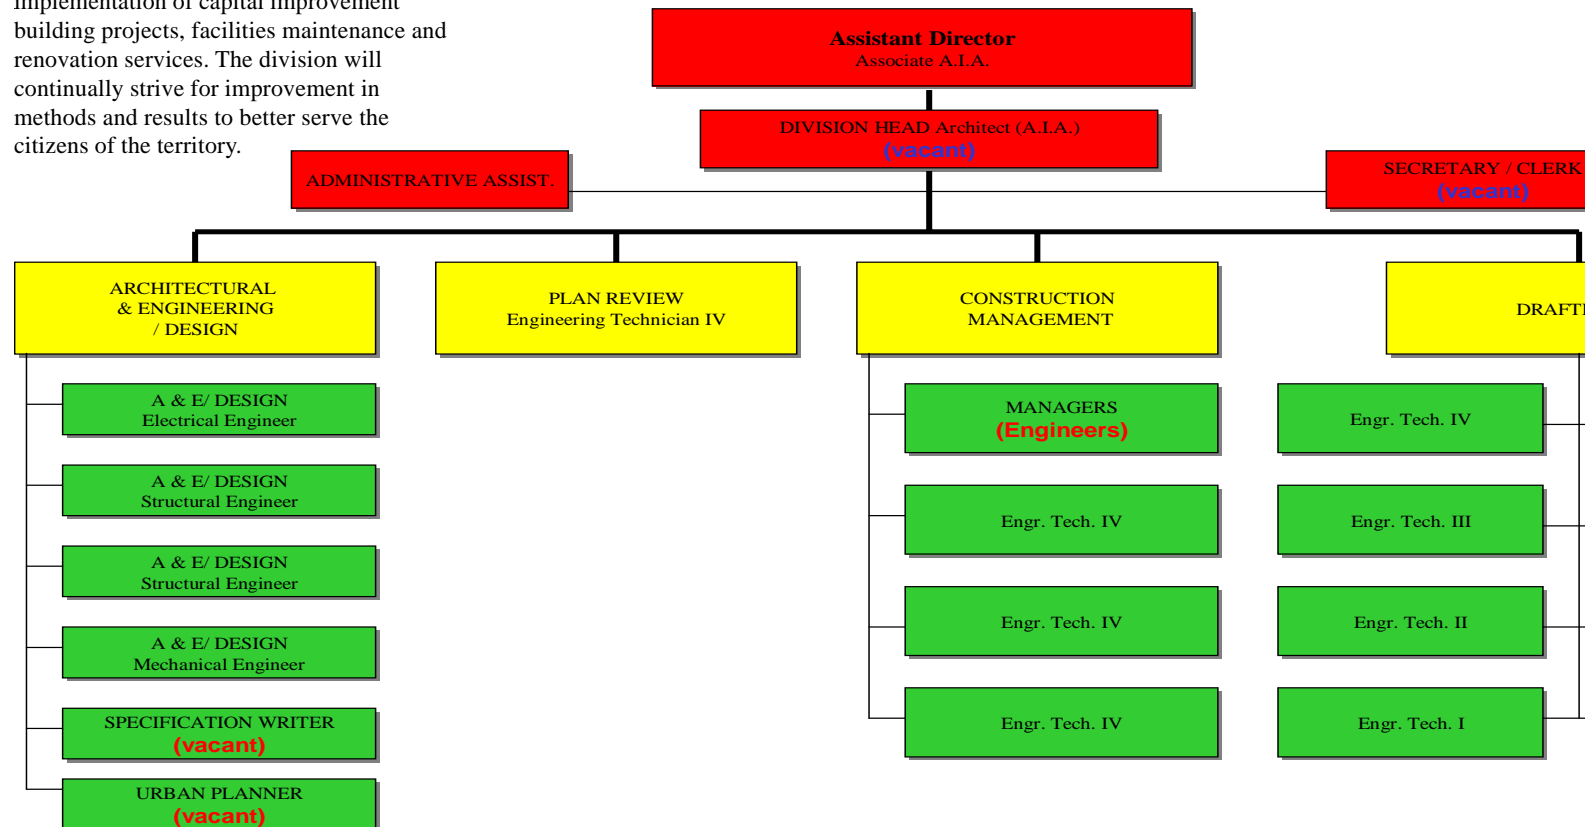 implementation of capital improvement
building projects, facilities maintenance and
renovation services. The division will
continually strive for improvement in
methods and results to better serve the
citizens of the territory.
Assistant Director
Associate A.I.A.
DIVISION HEAD Architect (A.I.A.)
(vacant)
ADMINISTRATIVE ASSIST.
SECRETARY / CLERK
(vacant)
ARCHITECTURAL
& ENGINEERING
/ DESIGN
PLAN REVIEW
Engineering Technician IV
CONSTRUCTION
MANAGEMENT
A & E/ DESIGN
Electrical Engineer
A & E/ DESIGN
Structural Engineer
A & E/ DESIGN
Structural Engineer
A & E/ DESIGN
Mechanical Engineer
SPECIFICATION WRITER
(vacant)
URBAN PLANNER
(vacant)
MANAGERS
(Engineers)
Engr. Tech. IV
Engr. Tech. IV
Engr. Tech. IV
Engr. Tech. IV
Engr. Tech. III
Engr. Tech. II
Engr. Tech. I